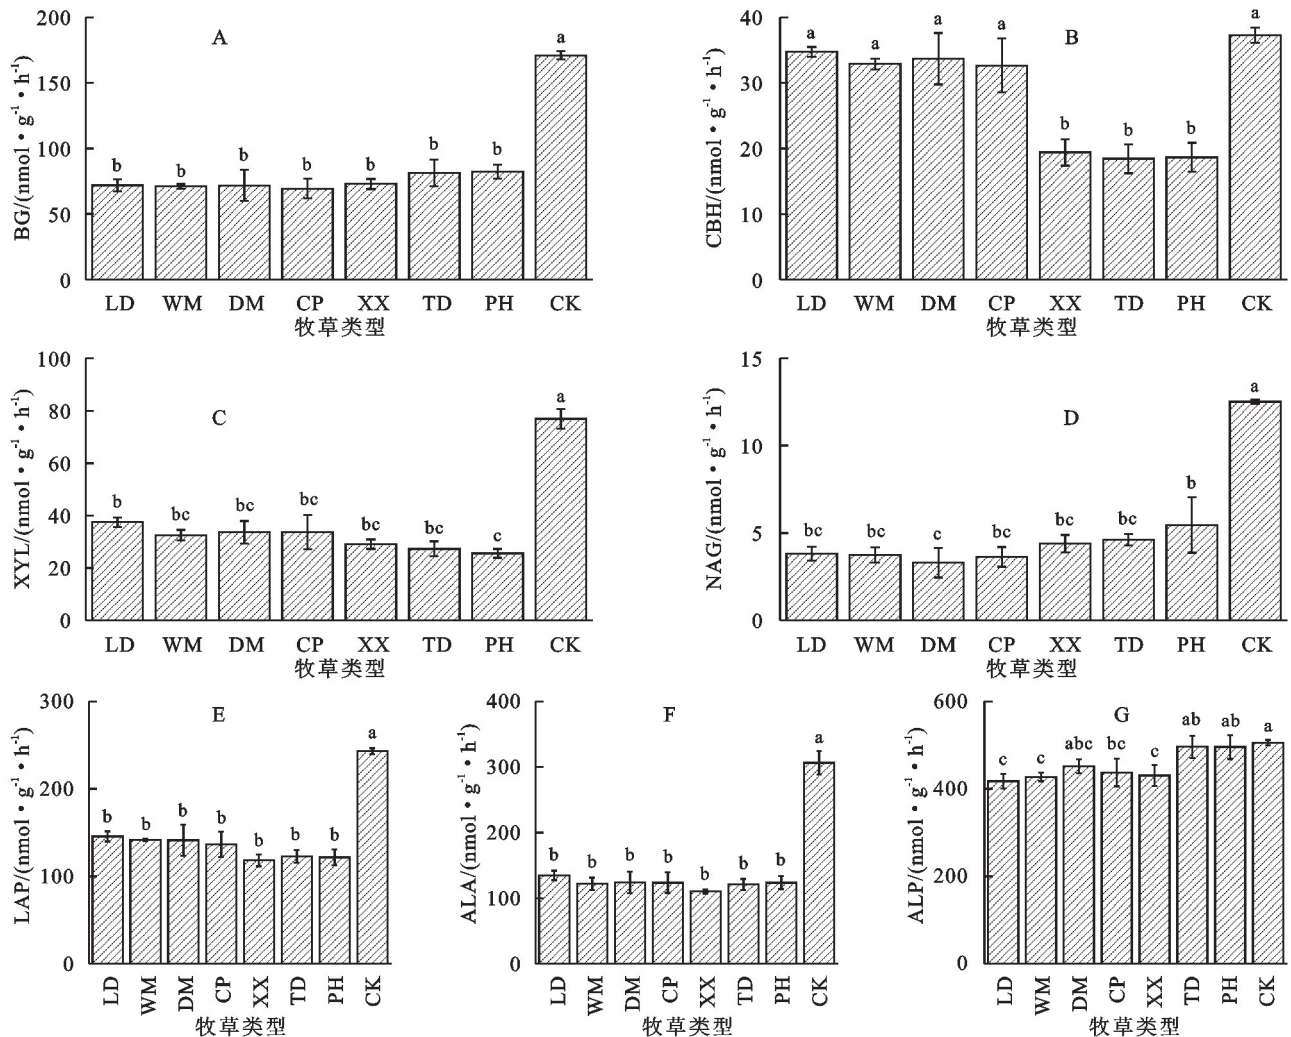 A
BG/(nmol·g⁻¹·h⁻¹)
200
150
100
50
0
b b b b b b b a
LD WM DM CP XX TD PH CK
牧草类型
B
CBH/(nmol·g⁻¹·h⁻¹)
40
30
20
10
0
a a a a b b b a
LD WM DM CP XX TD PH CK
牧草类型
C
XYL/(nmol·g⁻¹·h⁻¹)
100
80
60
40
20
0
b bc bc bc bc bc c a
LD WM DM CP XX TD PH CK
牧草类型
D
NAG/(nmol·g⁻¹·h⁻¹)
15
10
5
0
bc bc c bc bc bc b a
LD WM DM CP XX TD PH CK
牧草类型
E
LAP/(nmol·g⁻¹·h⁻¹)
300
200
100
0
b b b b b b b a
LD WM DM CP XX TD PH CK
牧草类型
F
ALA/(nmol·g⁻¹·h⁻¹)
400
300
200
100
0
b b b b b b b a
LD WM DM CP XX TD PH CK
牧草类型
G
ALP/(nmol·g⁻¹·h⁻¹)
600
400
200
0
c c abc bc c ab ab a
LD WM DM CP XX TD PH CK
牧草类型